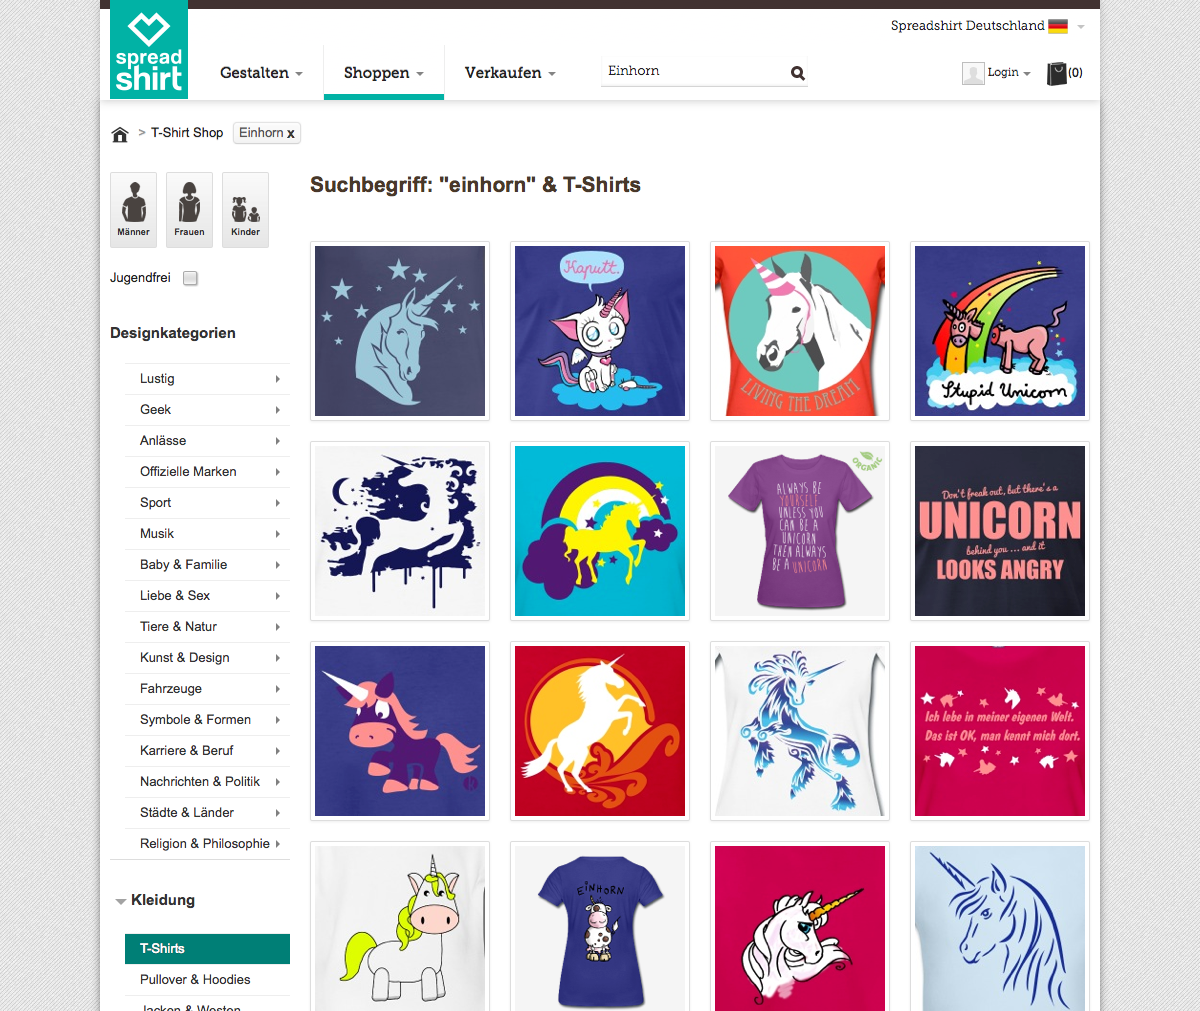 spread
shirt
Gestalten
Shoppen
Verkaufen
Einhorn
Spreadshirt Deutschland
Login
(0)
> T-Shirt Shop
Einhorn x
Männer
Frauen
Kinder
Jugendfrei
Designkategorien
Lustig
Geek
Anlässe
Offizielle Marken
Sport
Musik
Baby & Familie
Liebe & Sex
Tiere & Natur
Kunst & Design
Fahrzeuge
Symbole & Formen
Karriere & Beruf
Nachrichten & Politik
Städte & Länder
Religion & Philosophie
Kleidung
T-Shirts
Pullover & Hoodies
Jacken & Westen
Suchbegriff: "einhorn" & T-Shirts
Kaputt.
LIVING THE DREAM
Stupid Unicorn
ORGANIC
ALWAYS BE
YOURSELF
UNLESS YOU
CAN BE A
UNICORN
THEN ALWAYS
BE A UNICORN
Don't freak out, but there's a
UNICORN
behind you ... and it
LOOKS ANGRY
Ich lebe in meiner eigenen Welt.
Das ist OK, man kennt mich dort.
EINHORN